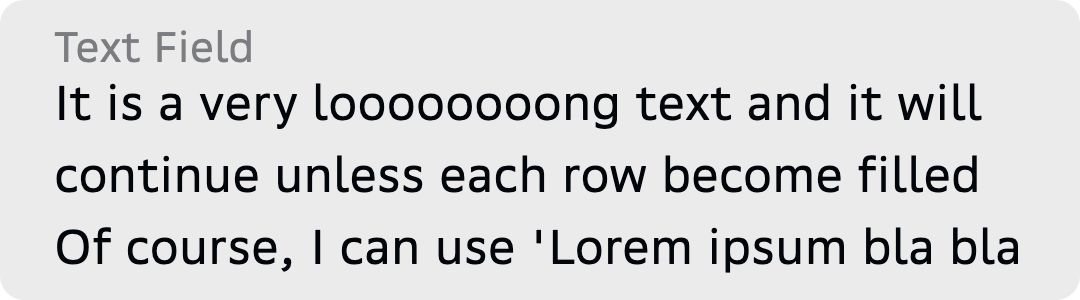 Text Field
It is a very loooooooong text and it will
continue unless each row become filled
Of course, I can use 'Lorem ipsum bla bla